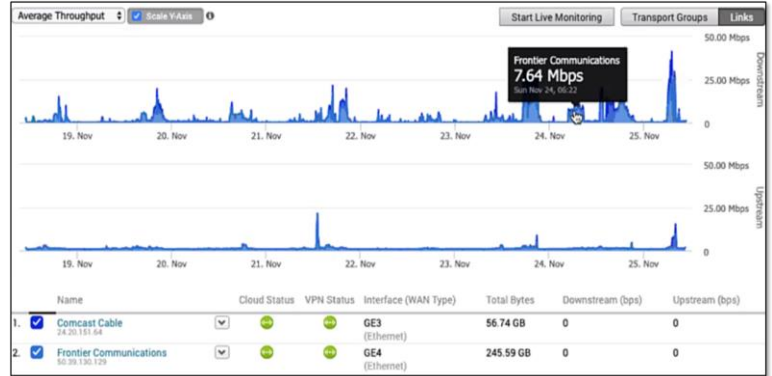 Average Throughput Scale Y-Axis Start Live Monitoring Transport Groups Links
50.00 Mbps
Frontier Communications
7.64 Mbps
Sun Nov 24, 06:22
25.00 Mbps
Downstream
0
19. Nov 20. Nov 21. Nov 22. Nov 23. Nov 24. Nov 25. Nov
50.00 Mbps
25.00 Mbps
Upstream
0
19. Nov 20. Nov 21. Nov 22. Nov 23. Nov 24. Nov 25. Nov
Name Cloud Status VPN Status Interface (WAN Type) Total Bytes Downstream (bps) Upstream (bps)
1. Comcast Cable GE3 56.74 GB 0 0
24.20.151.64 (Ethernet)
2. Frontier Communications GE4 245.59 GB 0 0
50.39.130.129 (Ethernet)